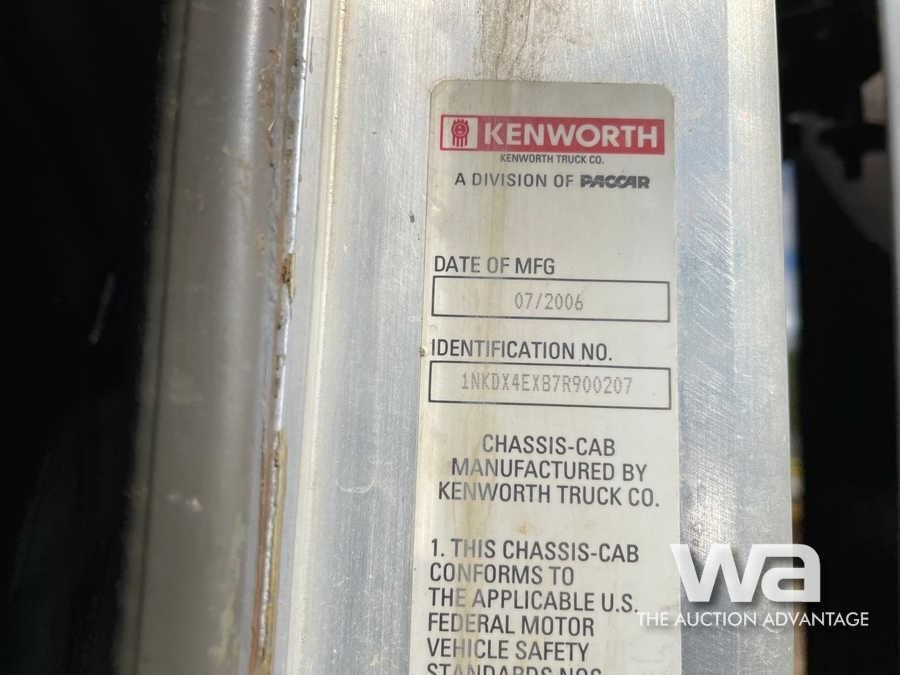 KENWORTH
KENWORTH TRUCK CO.
A DIVISION OF PACCAR
DATE OF MFG
07/2006
IDENTIFICATION NO.
1NKDX4EXB7R900207
CHASSIS-CAB
MANUFACTURED BY
KENWORTH TRUCK CO.
1. THIS CHASSIS-CAB
CONFORMS TO
THE APPLICABLE U.S.
FEDERAL MOTOR
VEHICLE SAFETY
STANDARDS NOS.
wa
THE AUCTION ADVANTAGE